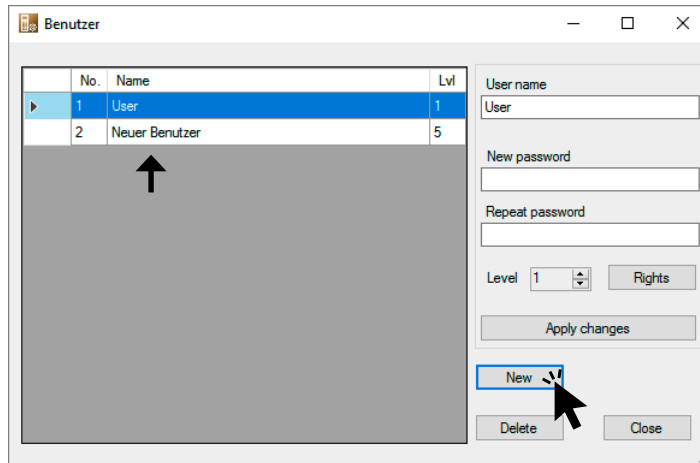 Benutzer
No. Name Lvl
1 User 1
2 Neuer Benutzer 5
User name
User
New password
Repeat password
Level 1 Rights
Apply changes
New
Delete Close